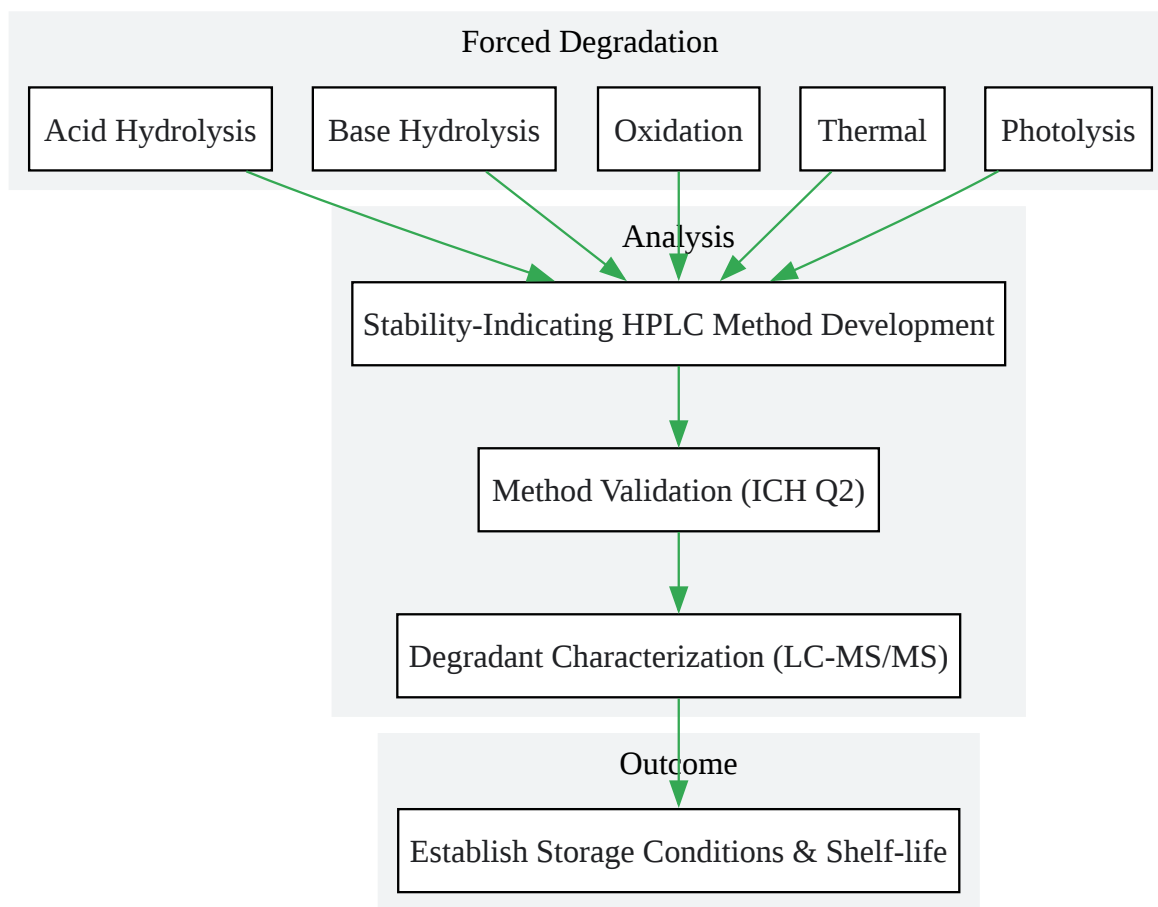 Forced Degradation
Acid Hydrolysis
Base Hydrolysis
Oxidation
Thermal
Photolysis
Analysis
Stability-Indicating HPLC Method Development
Method Validation (ICH Q2)
Degradant Characterization (LC-MS/MS)
Outcome
Establish Storage Conditions & Shelf-life